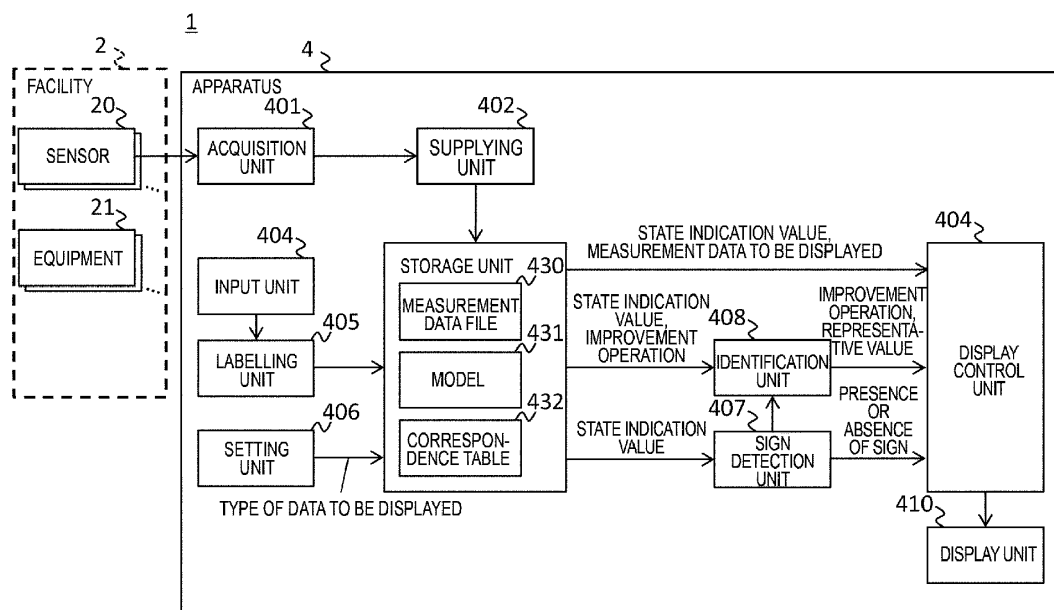 1
2
4
FACILITY
APPARATUS
20
401
402
SENSOR
ACQUISITION
UNIT
SUPPLYING
UNIT
21
EQUIPMENT
404
INPUT UNIT
405
LABELLING
UNIT
406
SETTING
UNIT
TYPE OF DATA TO BE DISPLAYED
STORAGE UNIT
430
MEASUREMENT
DATA FILE
431
MODEL
432
CORRESPON-
DENCE TABLE
STATE INDICATION VALUE,
MEASUREMENT DATA TO BE DISPLAYED
STATE INDICATION
VALUE,
IMPROVEMENT
OPERATION
408
IDENTIFICATION
UNIT
STATE INDICATION
VALUE
407
SIGN
DETECTION
UNIT
IMPROVEMENT
OPERATION,
REPRESENTA-
TIVE VALUE
PRESENCE
OR
ABSENCE
OF SIGN
404
DISPLAY
CONTROL
UNIT
410
DISPLAY UNIT